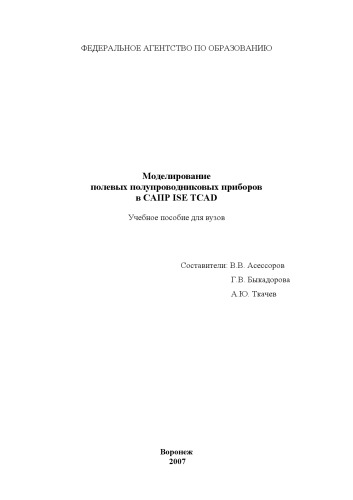 ФЕДЕРАЛЬНОЕ АГЕНТСТВО ПО ОБРАЗОВАНИЮ
Моделирование
полевых полупроводниковых приборов
в САПР ISE TCAD
Учебное пособие для вузов
Составители: В.В. Асессоров
Г.В. Быкадорова
А.Ю. Ткачев
Воронеж
2007